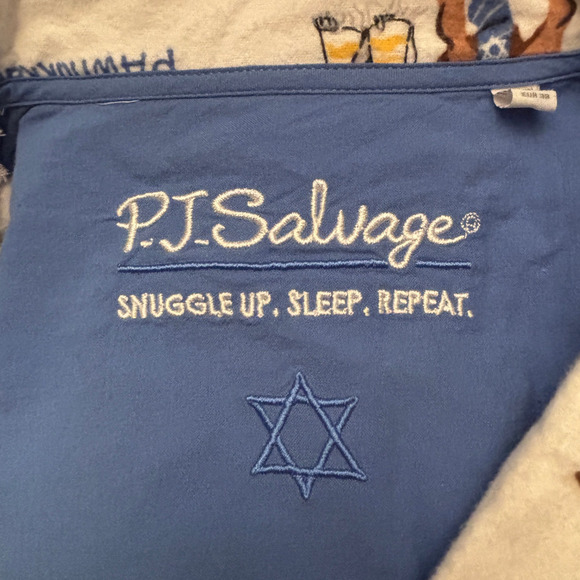 P.J. Salvage®
SNUGGLE UP. SLEEP. REPEAT.